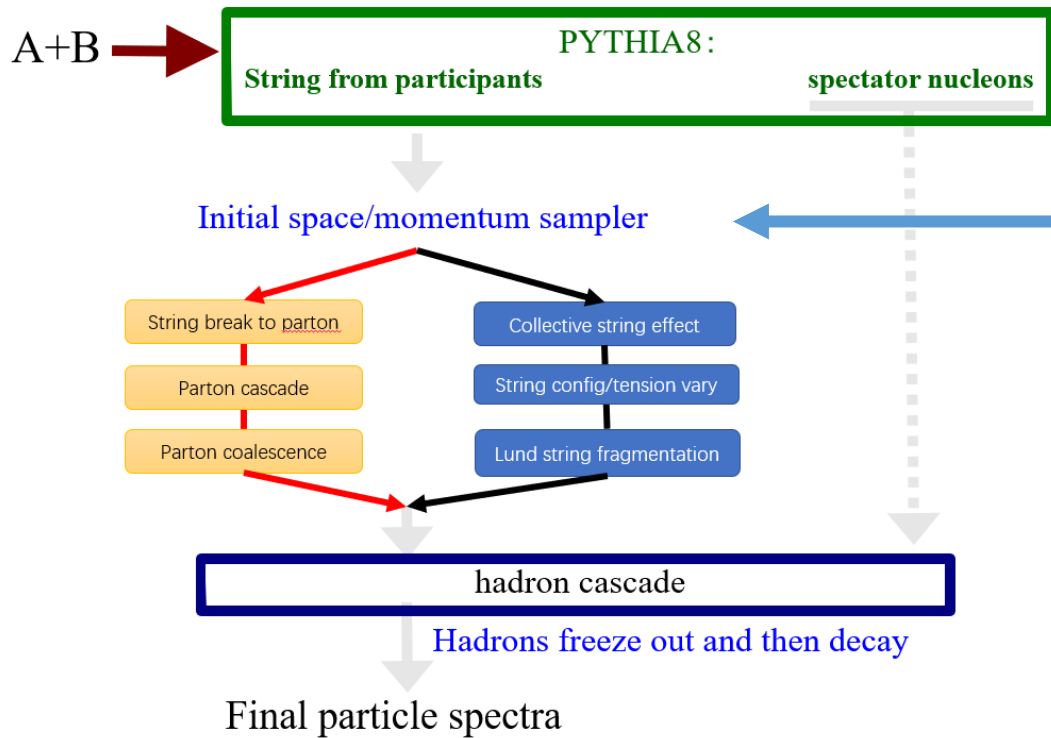 A+B
PYTHIA8:
String from participants
spectator nucleons
Initial space/momentum sampler
String break to parton
Collective string effect
Parton cascade
String config/tension vary
Parton coalescence
Lund string fragmentation
hadron cascade
Hadrons freeze out and then decay
Final particle spectra